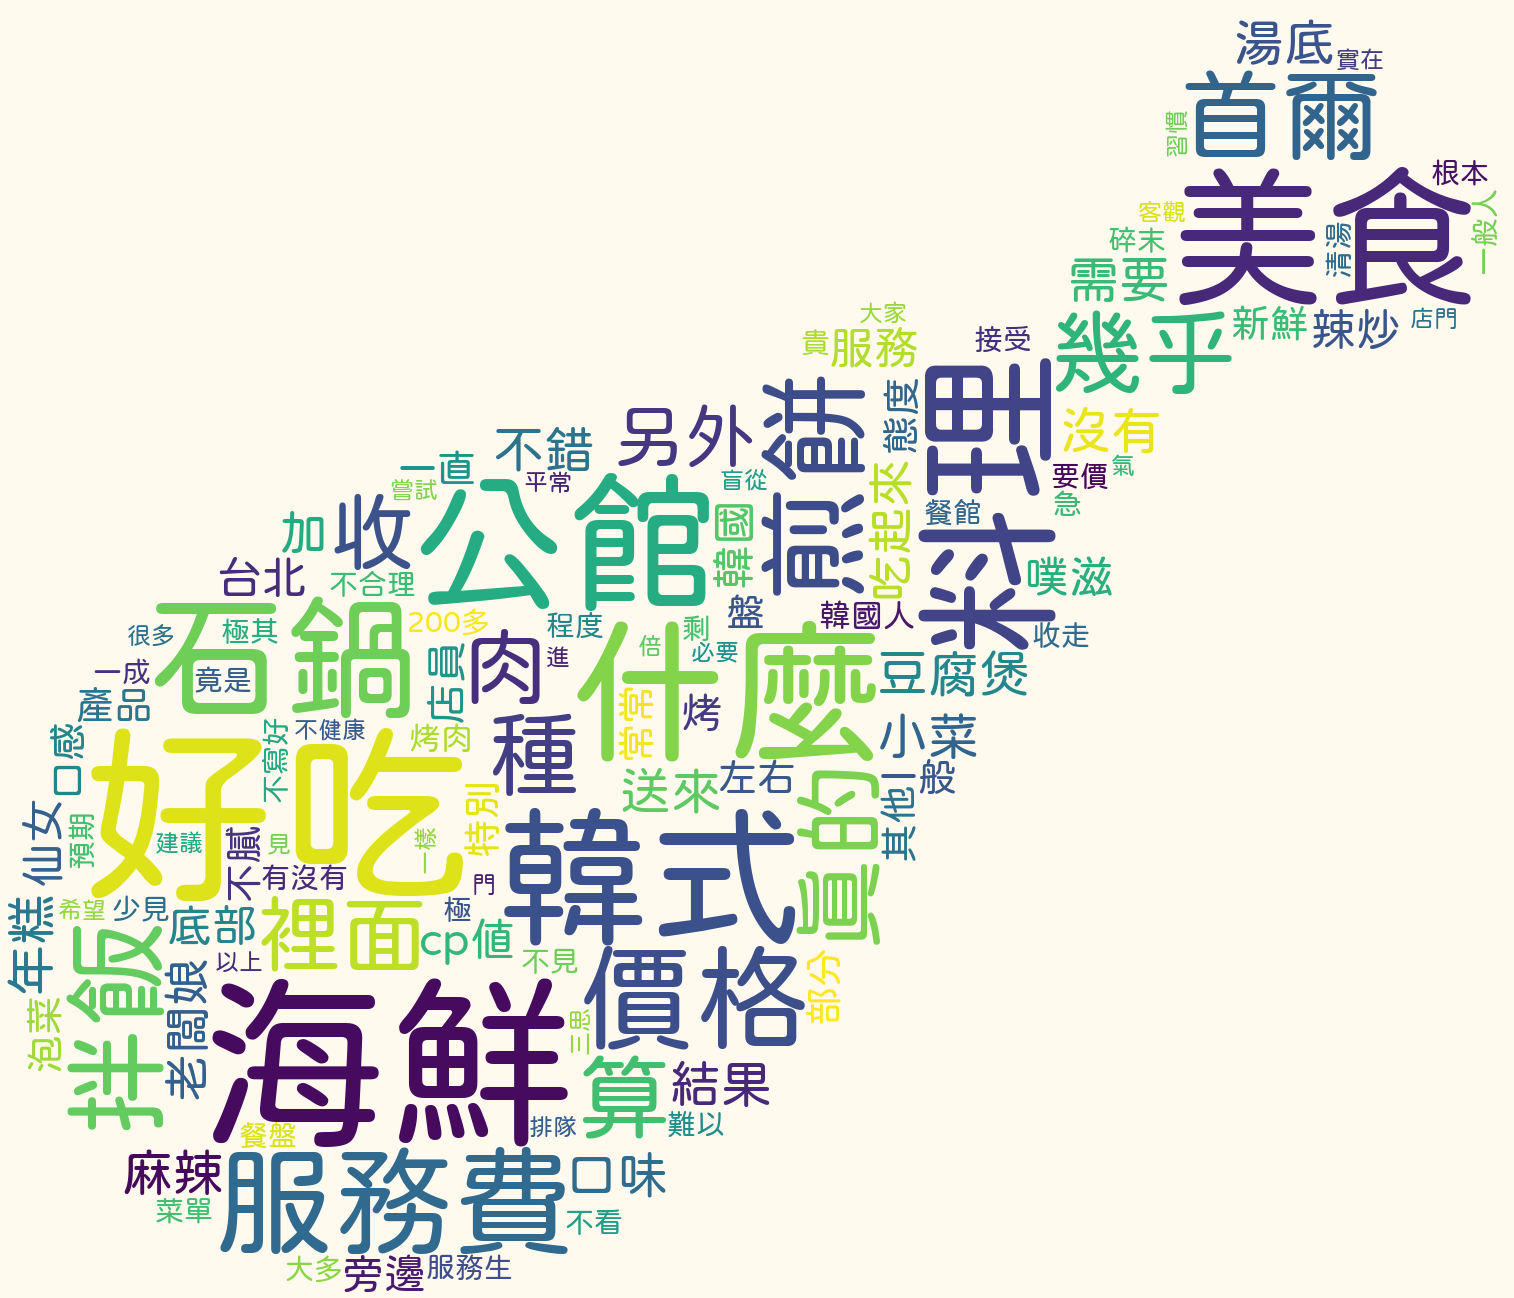 湯底
實在
首爾
習慣
根本
美食
一般人
客觀
清湯
碎末
需要
大家
新鮮
辣炒
店門
幾乎
貴
服務
接受
理料
態度
煎餅
另外
沒有
不錯
一直
要價
氣
平常
盲從
嘗試
公館
收
急
餐館
吃起來
韓國
加
台北
不合理
噗滋
石鍋
200多
程度
盤
韓國人
很多
極其
剩
什麼
倍
必要
收走
進
肉
店員
豆腐煲
一成
竟是
產品
烤
常常
種
小菜
不健康
烤肉
不寫好
口感
好吃
送來
左右
真的
其他
一般
特別
仙女
預期
建議
不膩
見
一樣
韓式
有沒有
門
極
年糕
希望
少見
底部
裡面
cp值
不見
以上
拌飯
老闆娘
價格
部分
泡菜
海鮮
三思
算
結果
排隊
難以
餐盤
麻辣
服務費
口味
菜單
不看
大多
旁邊
服務生